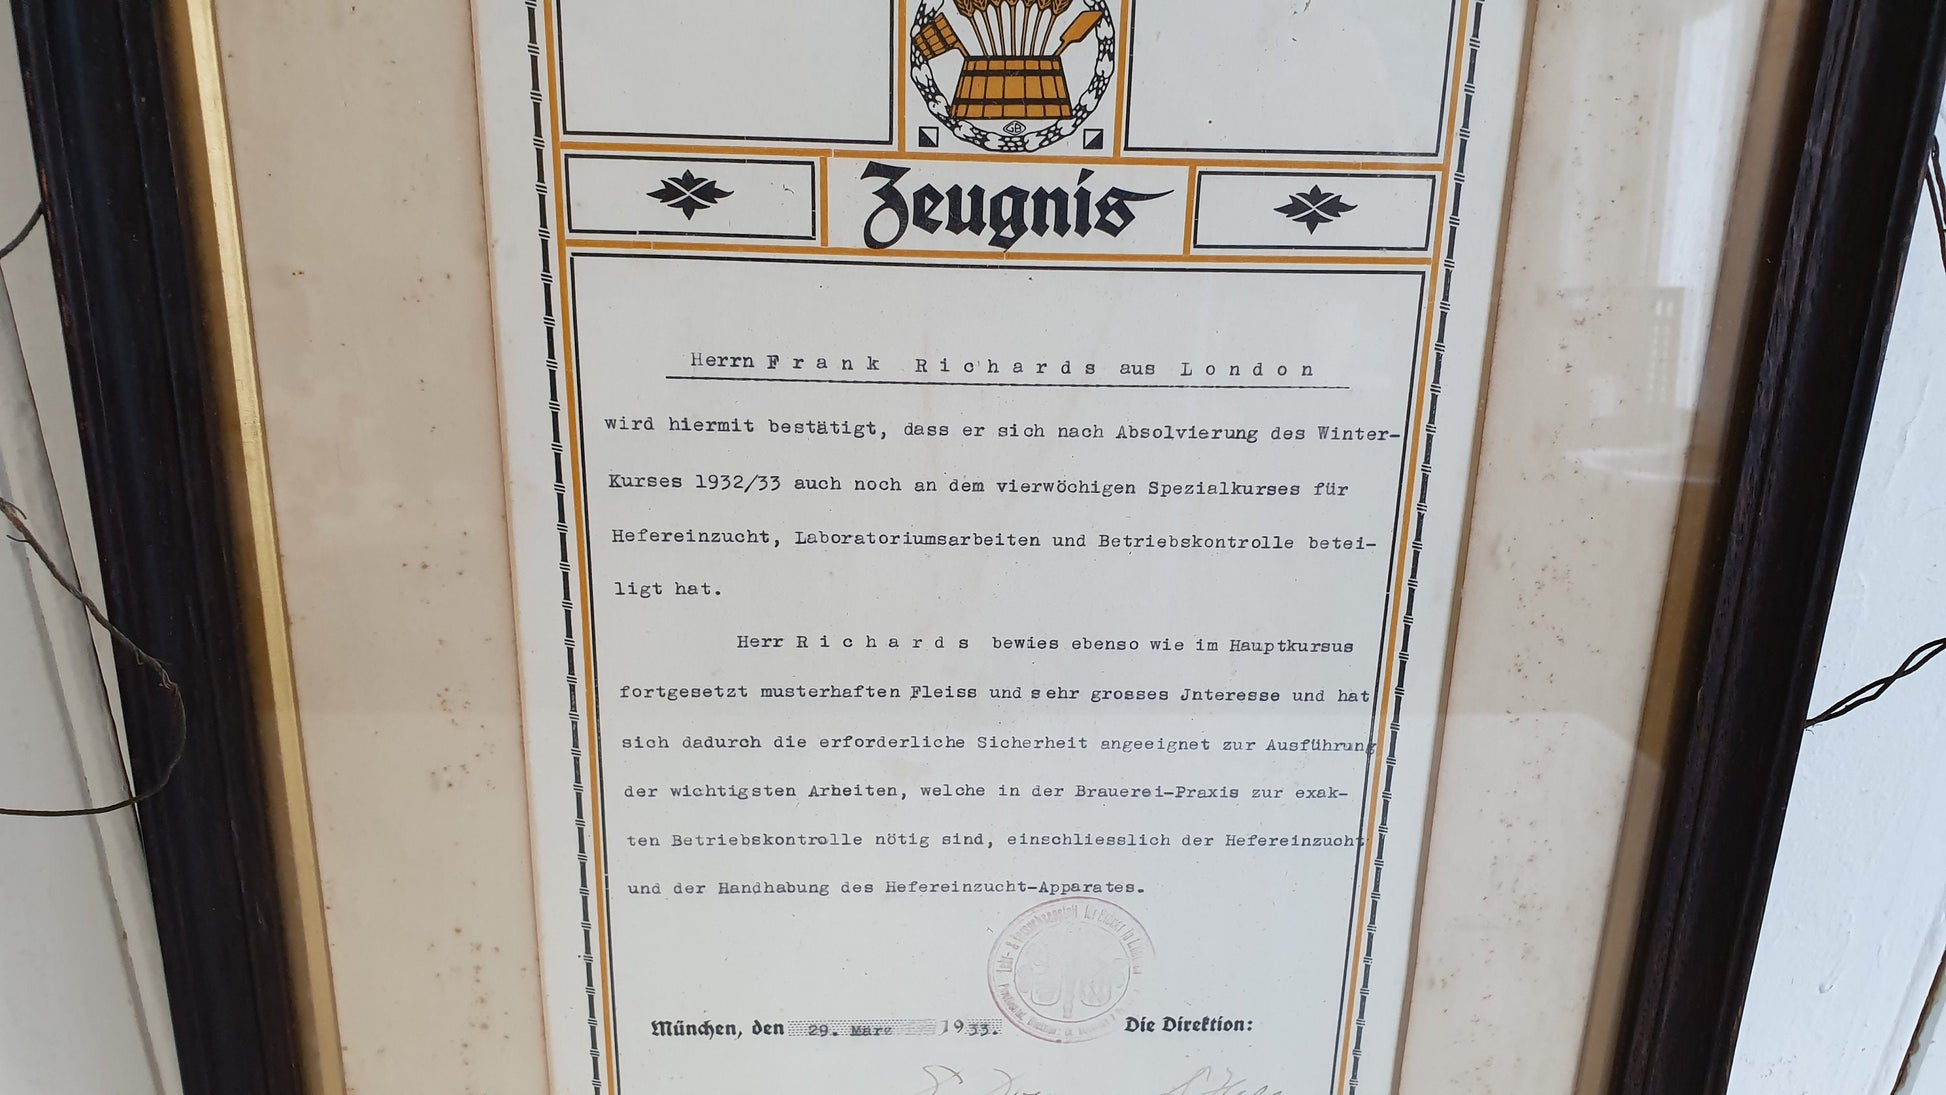 GB
Zeugnis
Herrn Frank Richards aus London
wird hiermit bestätigt, dass er sich nach Absolvierung des Winter-
Kurses 1932/33 auch noch an dem vierwöchigen Spezialkurses für
Hefereinzucht, Laboratoriumsarbeiten und Betriebskontrolle betei-
ligt hat.
Herr Richards bewies ebenso wie im Hauptkursus
fortgesetzt musterhaften Fleiss und sehr grosses Jnteresse und hat
sich dadurch die erforderliche Sicherheit angeeignet zur Ausführung
der wichtigsten Arbeiten, welche in der Brauerei-Praxis zur exak-
ten Betriebskontrolle nötig sind, einschliesslich der Hefereinzucht
und der Handhabung des Hefereinzucht-Apparates.
München, den 29. März 1933.
Die Direktion: